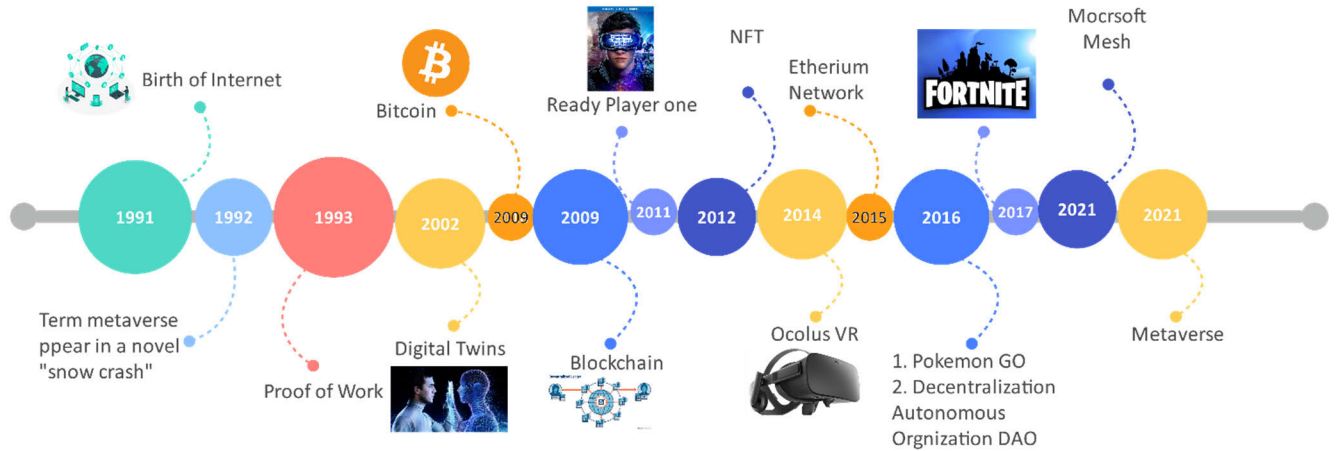 Birth of Internet
Bitcoin
Ready Player one
NFT
Etherium
Network
FORTNITE
Mocrsoft
Mesh
1991
1992
1993
2002
2009
2009
2011
2012
2014
2015
2016
2017
2021
2021
Term metaverse
ppear in a novel
"snow crash"
Proof of Work
Digital Twins
Blockchain
Ocolus VR
1. Pokemon GO
2. Decentralization
Autonomous
Orgnization DAO
Metaverse